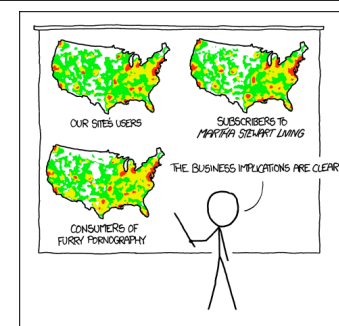 OUR SITE'S USERS
SUBSCRIBERS TO
MARTHA STEWART LIVING
THE BUSINESS IMPLICATIONS ARE CLEAR
CONSUMERS OF
FURRY PORNOGRAPHY